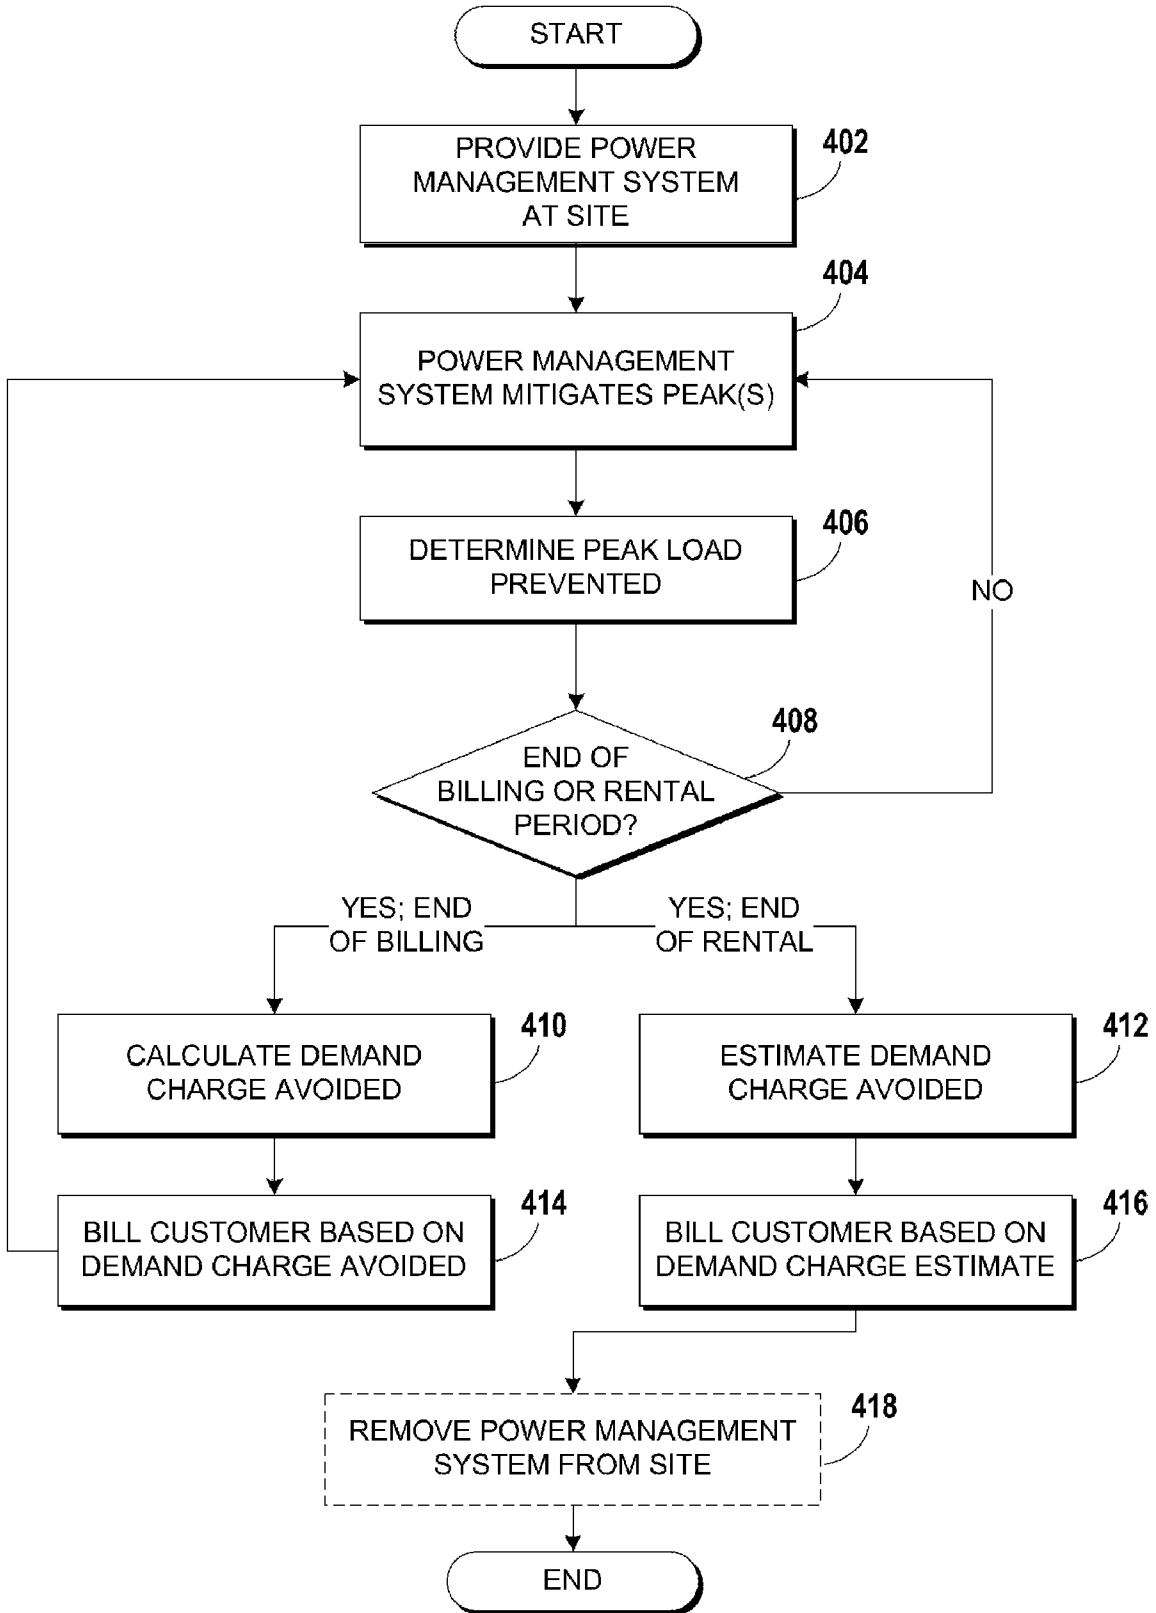 START
PROVIDE POWER
MANAGEMENT SYSTEM
AT SITE
402
404
POWER MANAGEMENT
SYSTEM MITIGATES PEAK(S)
406
DETERMINE PEAK LOAD
PREVENTED
NO
408
END OF
BILLING OR RENTAL
PERIOD?
YES; END
OF BILLING
YES; END
OF RENTAL
410
CALCULATE DEMAND
CHARGE AVOIDED
412
ESTIMATE DEMAND
CHARGE AVOIDED
414
BILL CUSTOMER BASED ON
DEMAND CHARGE AVOIDED
416
BILL CUSTOMER BASED ON
DEMAND CHARGE ESTIMATE
418
REMOVE POWER MANAGEMENT
SYSTEM FROM SITE
END